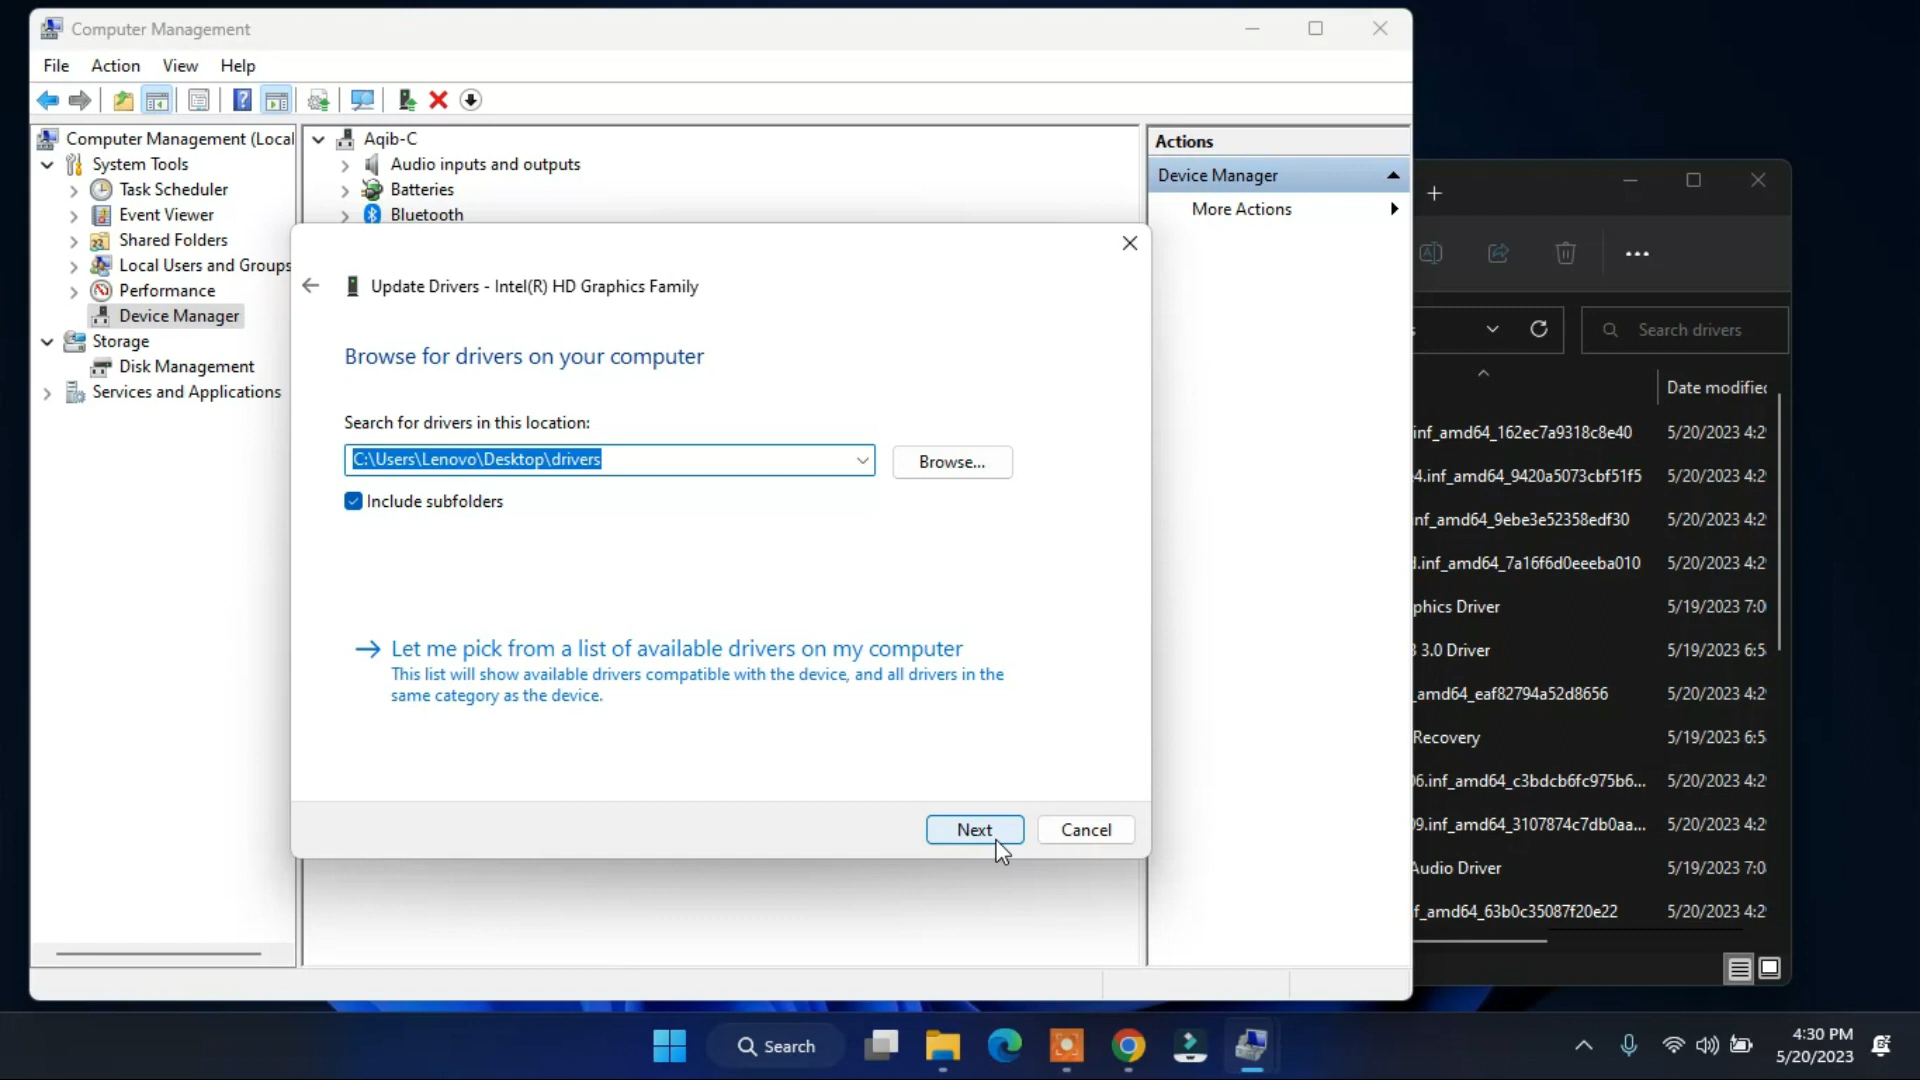 Computer Management
File Action View Help
Computer Management (Local
System Tools
Task Scheduler
Event Viewer
Shared Folders
Local Users and Groups
Performance
Device Manager
Storage
Disk Management
Services and Applications
Aqib-C
Audio inputs and outputs
Batteries
Bluetooth
Actions
Device Manager
More Actions
Update Drivers - Intel(R) HD Graphics Family
Browse for drivers on your computer
Search for drivers in this location:
C:\Users\Lenovo\Desktop\drivers
Browse...
Include subfolders
Let me pick from a list of available drivers on my computer
This list will show available drivers compatible with the device, and all drivers in the
same category as the device.
Next
Cancel
Search drivers
Date modified
inf_amd64_162ec7a9318c8e40 5/20/2023 4:2
4.inf_amd64_9420a5073cbf51f5 5/20/2023 4:2
nf_amd64_9ebe3e52358edf30 5/20/2023 4:2
.inf_amd64_7a16f6d0eeeba010 5/20/2023 4:2
phics Driver 5/19/2023 7:0
3.0 Driver 5/19/2023 6:5
_amd64_eaf82794a52d8656 5/20/2023 4:2
Recovery 5/19/2023 6:5
06.inf_amd64_c3bdcb6fc975b6... 5/20/2023 4:2
09.inf_amd64_3107874c7db0aa... 5/20/2023 4:2
Audio Driver 5/19/2023 7:0
f_amd64_63b0c35087f20e22 5/20/2023 4:2
Search
4:30 PM
5/20/2023